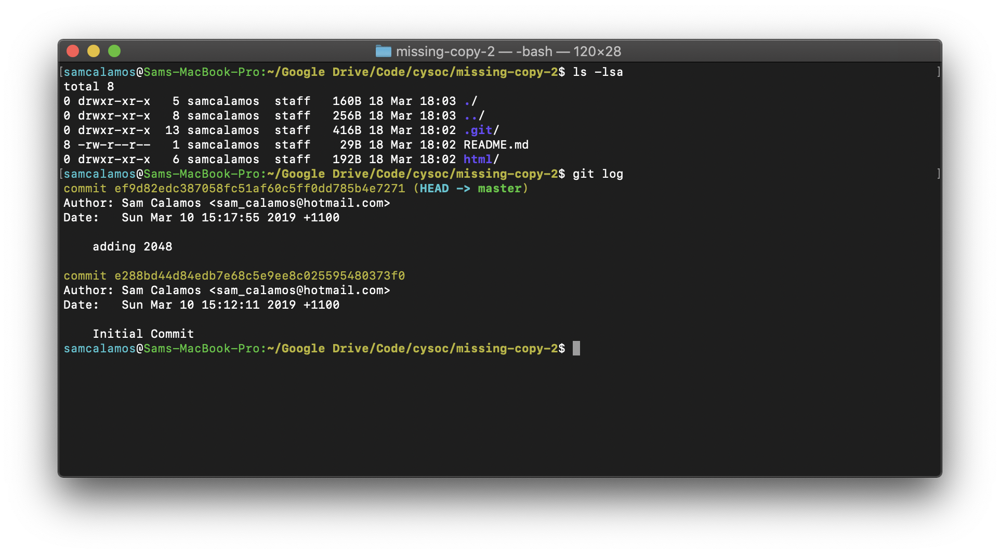 missing-copy-2 — -bash — 120×28
[samcalamos@Sams-MacBook-Pro:~/Google Drive/Code/cysoc/missing-copy-2$ ls -lsa ]
total 8
0 drwxr-xr-x   5 samcalamos  staff   160B 18 Mar 18:03 ./
0 drwxr-xr-x   8 samcalamos  staff   256B 18 Mar 18:03 ../
0 drwxr-xr-x  13 samcalamos  staff   416B 18 Mar 18:02 .git/
8 -rw-r--r--   1 samcalamos  staff    29B 18 Mar 18:02 README.md
0 drwxr-xr-x   6 samcalamos  staff   192B 18 Mar 18:02 html/
[samcalamos@Sams-MacBook-Pro:~/Google Drive/Code/cysoc/missing-copy-2$ git log ]
commit ef9d82edc387058fc51af60c5ff0dd785b4e7271 (HEAD -> master)
Author: Sam Calamos <sam_calamos@hotmail.com>
Date:   Sun Mar 10 15:17:55 2019 +1100
    adding 2048
commit e288bd44d84edb7e68c5e9ee8c025595480373f0
Author: Sam Calamos <sam_calamos@hotmail.com>
Date:   Sun Mar 10 15:12:11 2019 +1100
    Initial Commit
samcalamos@Sams-MacBook-Pro:~/Google Drive/Code/cysoc/missing-copy-2$